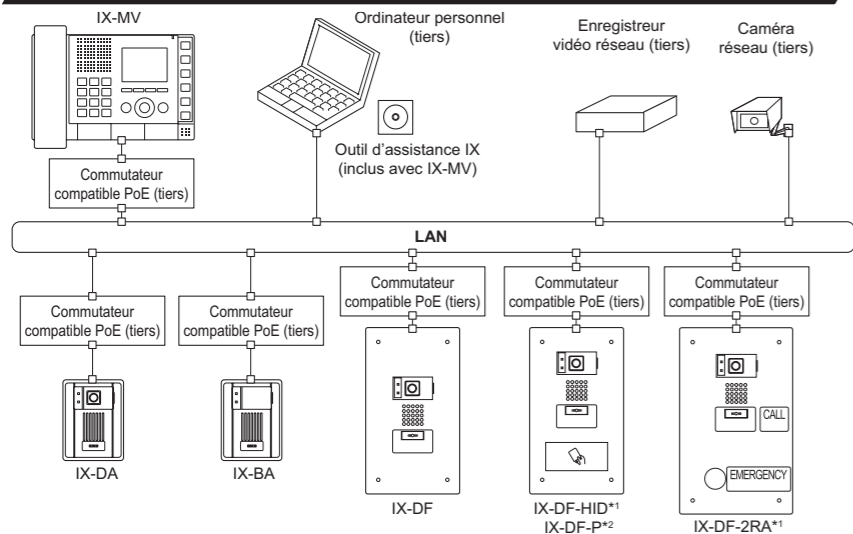 IX-MV
Ordinateur personnel
(tiers)
Enregistreur
vidéo réseau (tiers)
Caméra
réseau (tiers)
Outil d'assistance IX
(inclus avec IX-MV)
Commutateur
compatible PoE (tiers)
LAN
Commutateur
compatible PoE (tiers)
Commutateur
compatible PoE (tiers)
Commutateur
compatible PoE (tiers)
Commutateur
compatible PoE (tiers)
Commutateur
compatible PoE (tiers)
CALL
EMERGENCY
IX-DA
IX-BA
IX-DF
IX-DF-HID*¹
IX-DF-P*²
IX-DF-2RA*¹